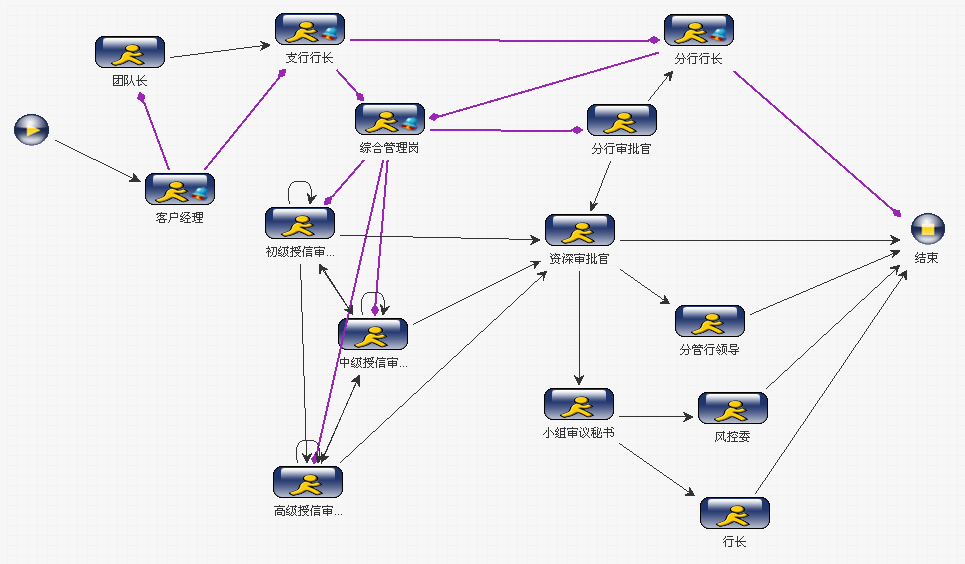 支行行长
分行行长
团队长
综合管理岗
分行审批官
客户经理
初级授信审...
资深审批官
结束
中级授信审...
分管行领导
小组审议秘书
风控委
高级授信审...
行长